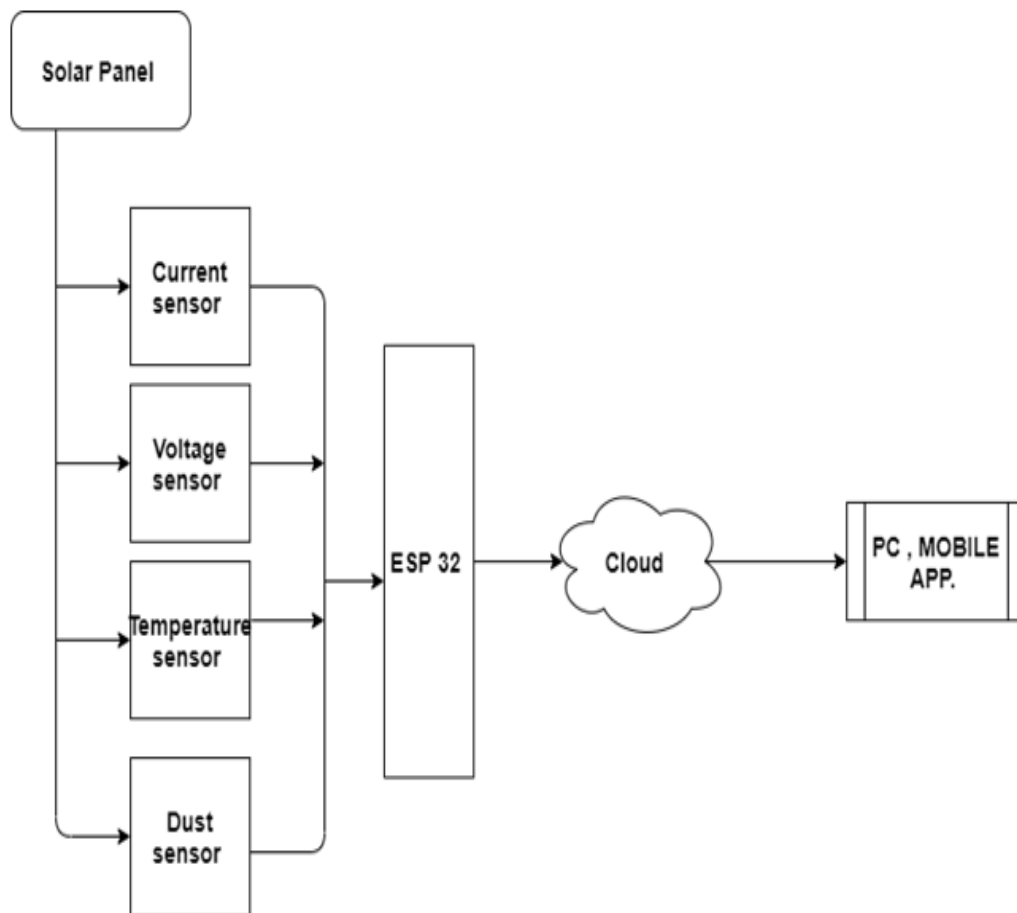 Solar Panel
Current
sensor
Voltage
sensor
Temperature
sensor
Dust
sensor
ESP 32
Cloud
PC , MOBILE
APP.